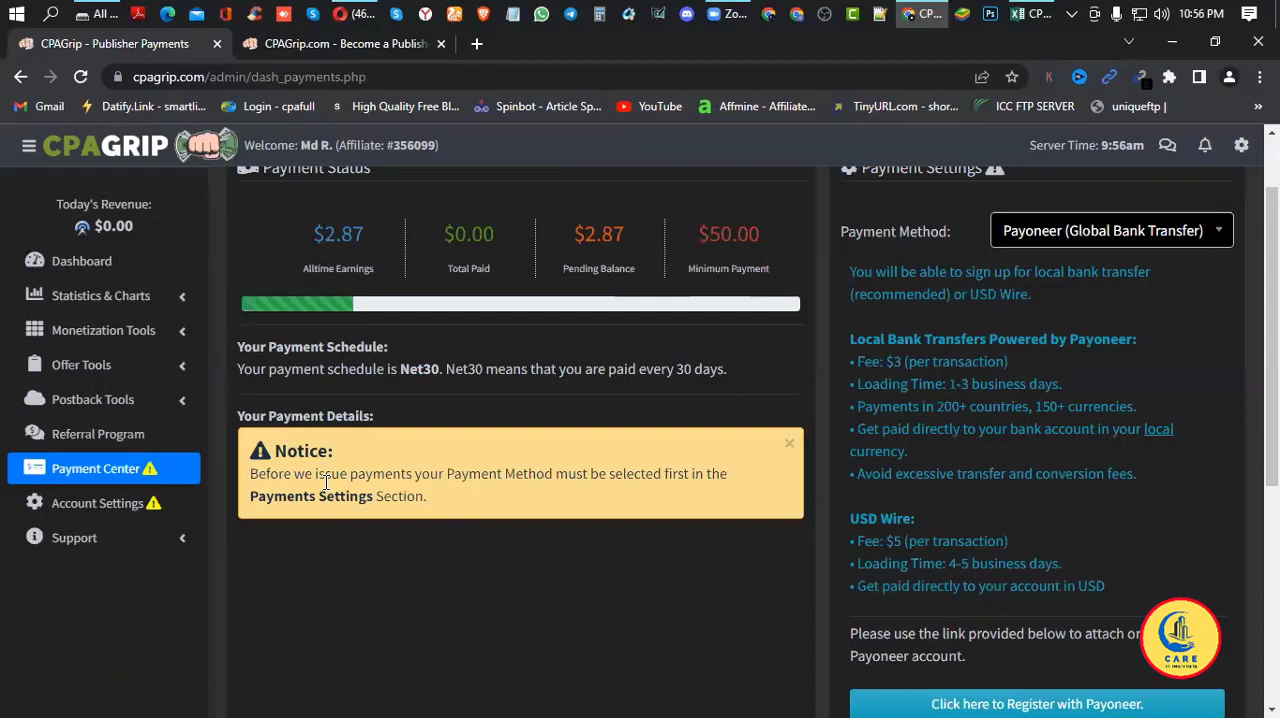 All ...
(46...
Zo...
CP...
CP...
10:56 PM
CPAGrip - Publisher Payments
CPAGrip.com - Become a Publish
cpagrip.com/admin/dash_payments.php
Gmail
Datify.Link - smartli...
Login - cpafull
High Quality Free Bl...
Spinbot - Article Sp...
YouTube
Affmine - Affiliate...
TinyURL.com - shor...
ICC FTP SERVER
uniqueftp |
CPAGRIP
Welcome: Md R. (Affiliate: #356099)
Server Time: 9:56am
Today's Revenue:
$0.00
Dashboard
Statistics & Charts
Monetization Tools
Offer Tools
Postback Tools
Referral Program
Payment Center
Account Settings
Support
Payment Status
$2.87
$0.00
$2.87
$50.00
Alltime Earnings
Total Paid
Pending Balance
Minimum Payment
Your Payment Schedule:
Your payment schedule is Net30. Net30 means that you are paid every 30 days.
Your Payment Details:
Notice:
Before we issue payments your Payment Method must be selected first in the
Payments Settings Section.
Payment Settings
Payment Method:
Payoneer (Global Bank Transfer)
You will be able to sign up for local bank transfer
(recommended) or USD Wire.
Local Bank Transfers Powered by Payoneer:
• Fee: $3 (per transaction)
• Loading Time: 1-3 business days.
• Payments in 200+ countries, 150+ currencies.
• Get paid directly to your bank account in your local
currency.
• Avoid excessive transfer and conversion fees.
USD Wire:
• Fee: $5 (per transaction)
• Loading Time: 4-5 business days.
• Get paid directly to your account in USD
Please use the link provided below to attach or
Payoneer account.
Click here to Register with Payoneer.
CARE